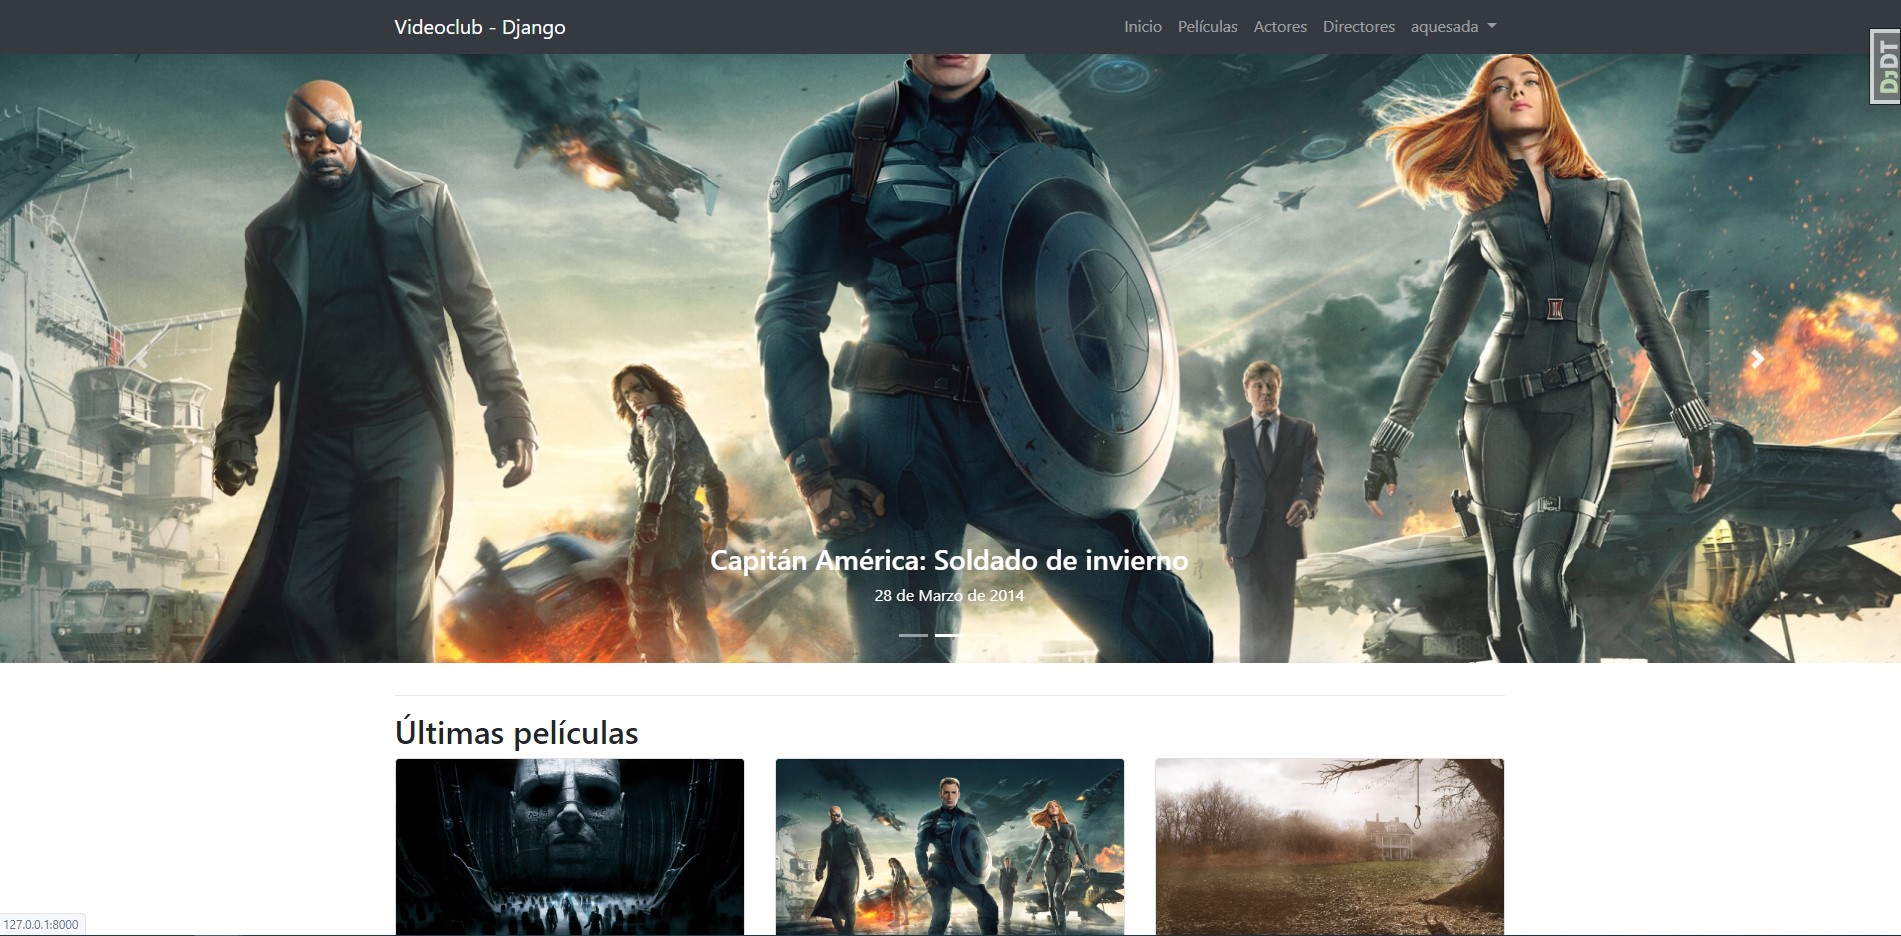 Videoclub - Django
Inicio Películas Actores Directores aquesada
DJDT
Capitán América: Soldado de invierno
28 de Marzo de 2014
Últimas películas
127.0.0.1:8000